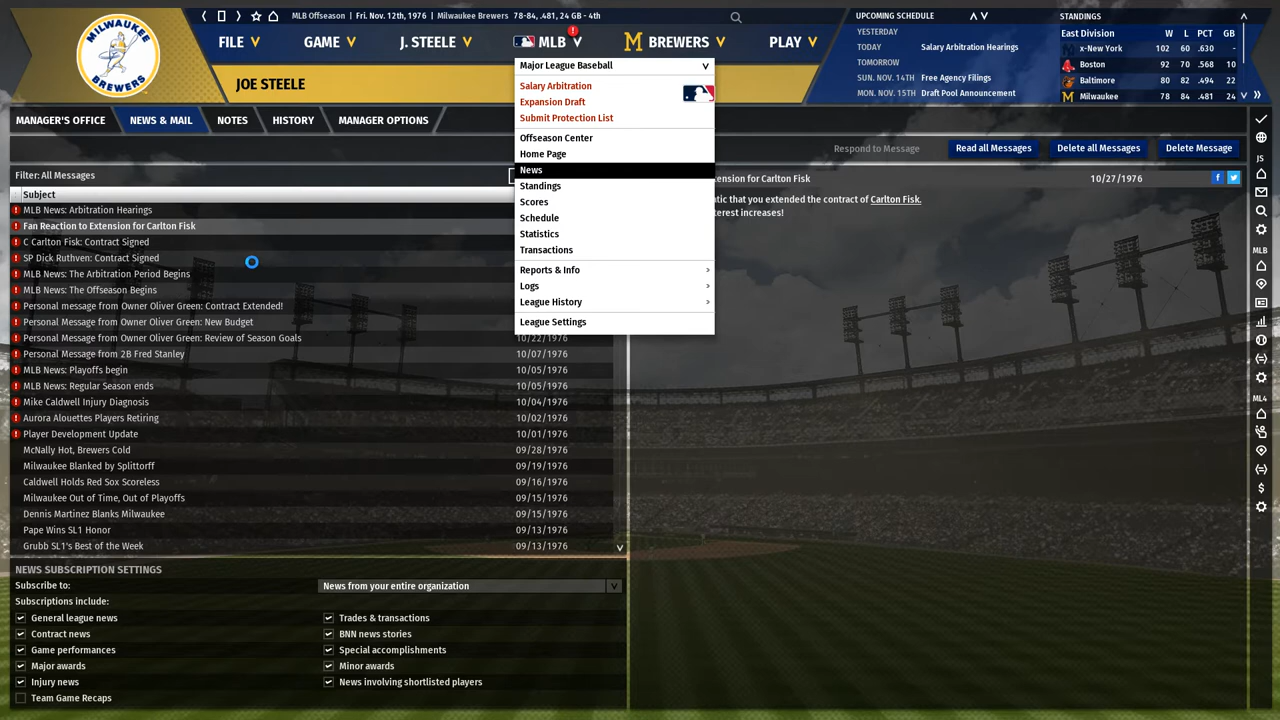 MLB Offseason | Fri. Nov. 12th, 1976 | Milwaukee Brewers 78-84, .481, 24 GB - 4th
FILE GAME J. STEELE MLB BREWERS PLAY
MILWAUKEE BREWERS
JOE STEELE
UPCOMING SCHEDULE
YESTERDAY
TODAY Salary Arbitration Hearings
TOMORROW
SUN. NOV. 14TH Free Agency Filings
MON. NOV. 15TH Draft Pool Announcement
STANDINGS
East Division W L PCT GB
x-New York 102 60 .630 -
Boston 92 70 .568 10
Baltimore 80 82 .494 22
Milwaukee 78 84 .481 24
MANAGER'S OFFICE NEWS & MAIL NOTES HISTORY MANAGER OPTIONS
Major League Baseball
Salary Arbitration
Expansion Draft
Submit Protection List
Offseason Center
Home Page
News
Standings
Scores
Schedule
Statistics
Transactions
Reports & Info
Logs
League History
League Settings
Respond to Message Read all Messages Delete all Messages Delete Message
Filter: All Messages
Subject
MLB News: Arbitration Hearings
Fan Reaction to Extension for Carlton Fisk
C Carlton Fisk: Contract Signed
SP Dick Ruthven: Contract Signed
MLB News: The Arbitration Period Begins
MLB News: The Offseason Begins
Personal message from Owner Oliver Green: Contract Extended!
Personal Message from Owner Oliver Green: New Budget
Personal Message from Owner Oliver Green: Review of Season Goals 10/22/1976
Personal Message from 2B Fred Stanley 10/07/1976
MLB News: Playoffs begin 10/05/1976
MLB News: Regular Season ends 10/05/1976
Mike Caldwell Injury Diagnosis 10/04/1976
Aurora Alouettes Players Retiring 10/02/1976
Player Development Update 10/01/1976
McNally Hot, Brewers Cold 09/28/1976
Milwaukee Blanked by Splittorff 09/19/1976
Caldwell Holds Red Sox Scoreless 09/16/1976
Milwaukee Out of Time, Out of Playoffs 09/15/1976
Dennis Martinez Blanks Milwaukee 09/15/1976
Pape Wins SL1 Honor 09/13/1976
Grubb SL1's Best of the Week 09/13/1976
tension for Carlton Fisk 10/27/1976
tic that you extended the contract of Carlton Fisk.
terest increases!
NEWS SUBSCRIPTION SETTINGS
Subscribe to: News from your entire organization
Subscriptions include:
General league news Trades & transactions
Contract news BNN news stories
Game performances Special accomplishments
Major awards Minor awards
Injury news News involving shortlisted players
Team Game Recaps
JS
MLB
ML4